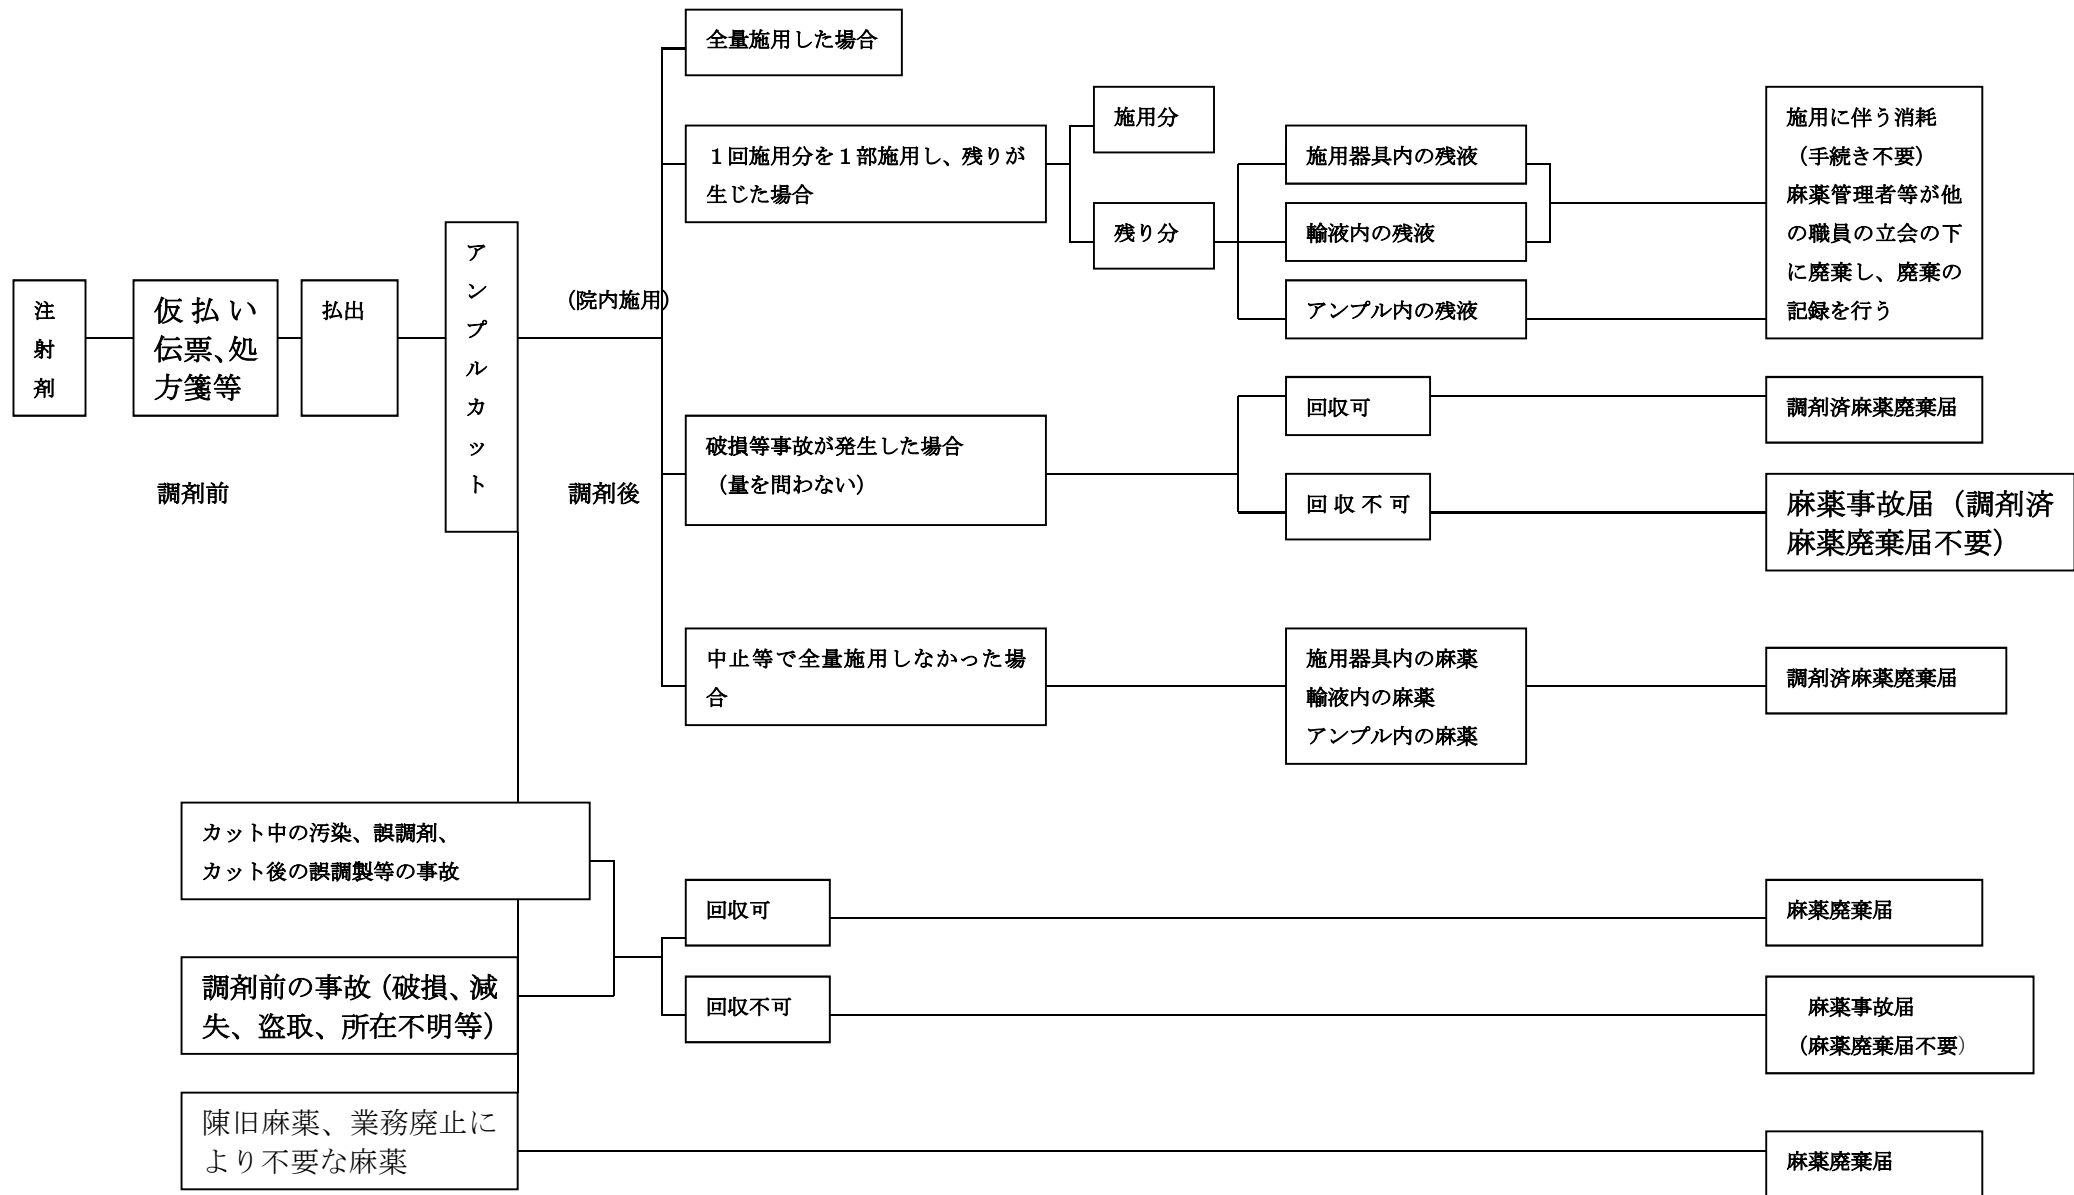 注
射
剤
仮払い
伝票、処
方箋等
払出
ア
ン
プ
ル
カ
ッ
ト
調剤前
（院内施用）
調剤後
全量施用した場合
１回施用分を１部施用し、残りが
生じた場合
施用分
残り分
施用器具内の残液
輸液内の残液
アンプル内の残液
施用に伴う消耗
（手続き不要）
麻薬管理者等が他
の職員の立会の下
に廃棄し、廃棄の
記録を行う
破損等事故が発生した場合
（量を問わない）
回収可
調剤済麻薬廃棄届
回収不可
麻薬事故届（調剤済
麻薬廃棄届不要）
中止等で全量施用しなかった場
合
施用器具内の麻薬
輸液内の麻薬
アンプル内の麻薬
調剤済麻薬廃棄届
カット中の汚染、誤調剤、
カット後の誤調製等の事故
調剤前の事故（破損、滅
失、盗取、所在不明等）
回収可
麻薬廃棄届
回収不可
麻薬事故届
（麻薬廃棄届不要）
陳旧麻薬、業務廃止に
より不要な麻薬
麻薬廃棄届